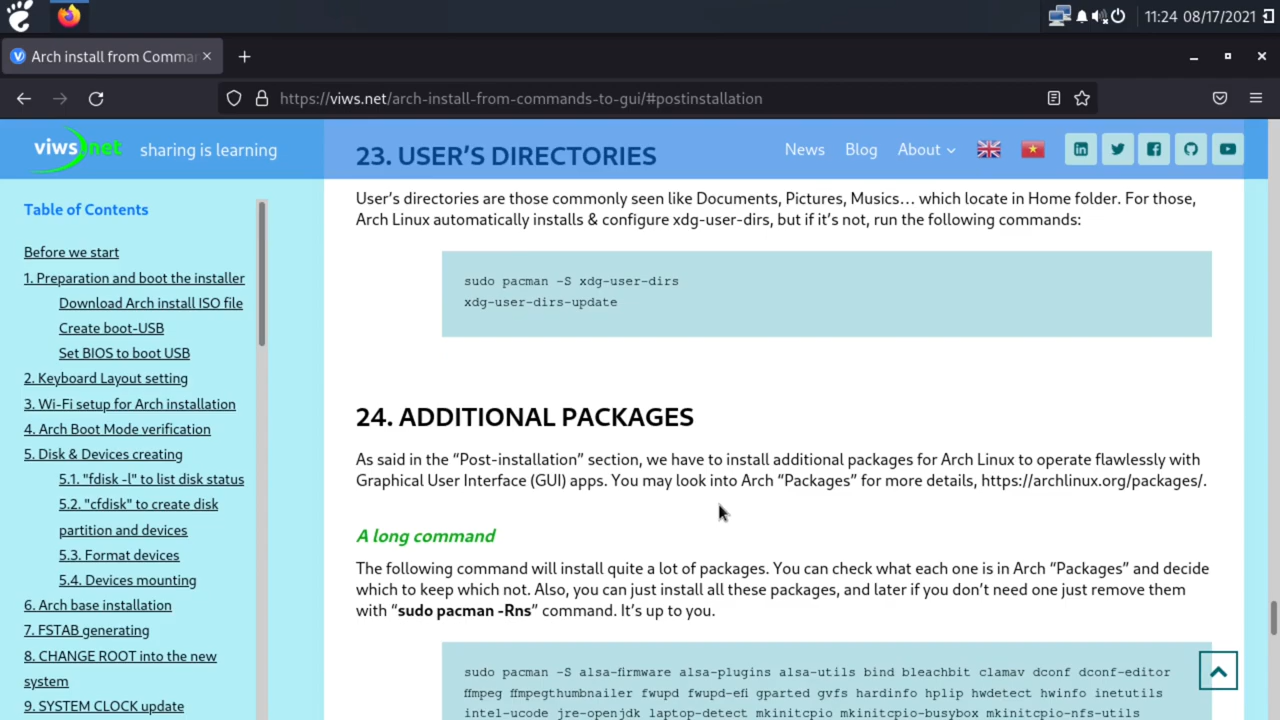 11:24 08/17/2021
Arch install from Comma
https://viws.net/arch-install-from-commands-to-gui/#postinstallation
viws net
sharing is learning
23. USER'S DIRECTORIES
News
Blog
About
Table of Contents
Before we start
1. Preparation and boot the installer
Download Arch install ISO file
Create boot-USB
Set BIOS to boot USB
2. Keyboard Layout setting
3. Wi-Fi setup for Arch installation
4. Arch Boot Mode verification
5. Disk & Devices creating
5.1. "fdisk -l" to list disk status
5.2. "cfdisk" to create disk
partition and devices
5.3. Format devices
5.4. Devices mounting
6. Arch base installation
7. FSTAB generating
8. CHANGE ROOT into the new
system
9. SYSTEM CLOCK update
User's directories are those commonly seen like Documents, Pictures, Musics… which locate in Home folder. For those,
Arch Linux automatically installs & configure xdg-user-dirs, but if it's not, run the following commands:
sudo pacman -S xdg-user-dirs
xdg-user-dirs-update
24. ADDITIONAL PACKAGES
As said in the “Post-installation” section, we have to install additional packages for Arch Linux to operate flawlessly with
Graphical User Interface (GUI) apps. You may look into Arch “Packages” for more details, https://archlinux.org/packages/.
A long command
The following command will install quite a lot of packages. You can check what each one is in Arch “Packages” and decide
which to keep which not. Also, you can just install all these packages, and later if you don't need one just remove them
with “sudo pacman -Rns” command. It's up to you.
sudo pacman -S alsa-firmware alsa-plugins alsa-utils bind bleachbit clamav dconf dconf-editor
ffmpeg ffmpegthumbnailer fwupd fwupd-efi gparted gvfs hardinfo hplip hwdetect hwinfo inetutils
intel-ucode jre-openjdk laptop-detect mkinitcpio mkinitcpio-busybox mkinitcpio-nfs-utils